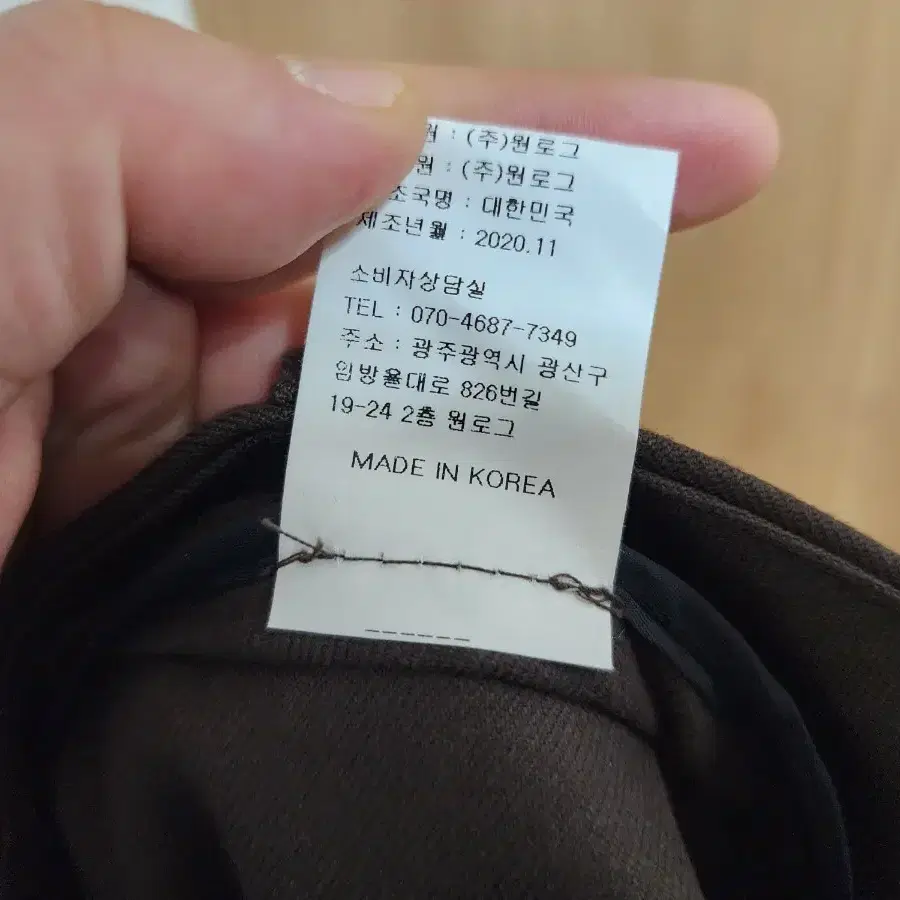 원 : (주)원로그
원 : (주)원로그
조국명 : 대한민국
제조년월 : 2020.11
소비자상담실
TEL : 070-4687-7349
주소 : 광주광역시 광산구
임방울대로 826번길
19-24 2층 원로그
MADE IN KOREA